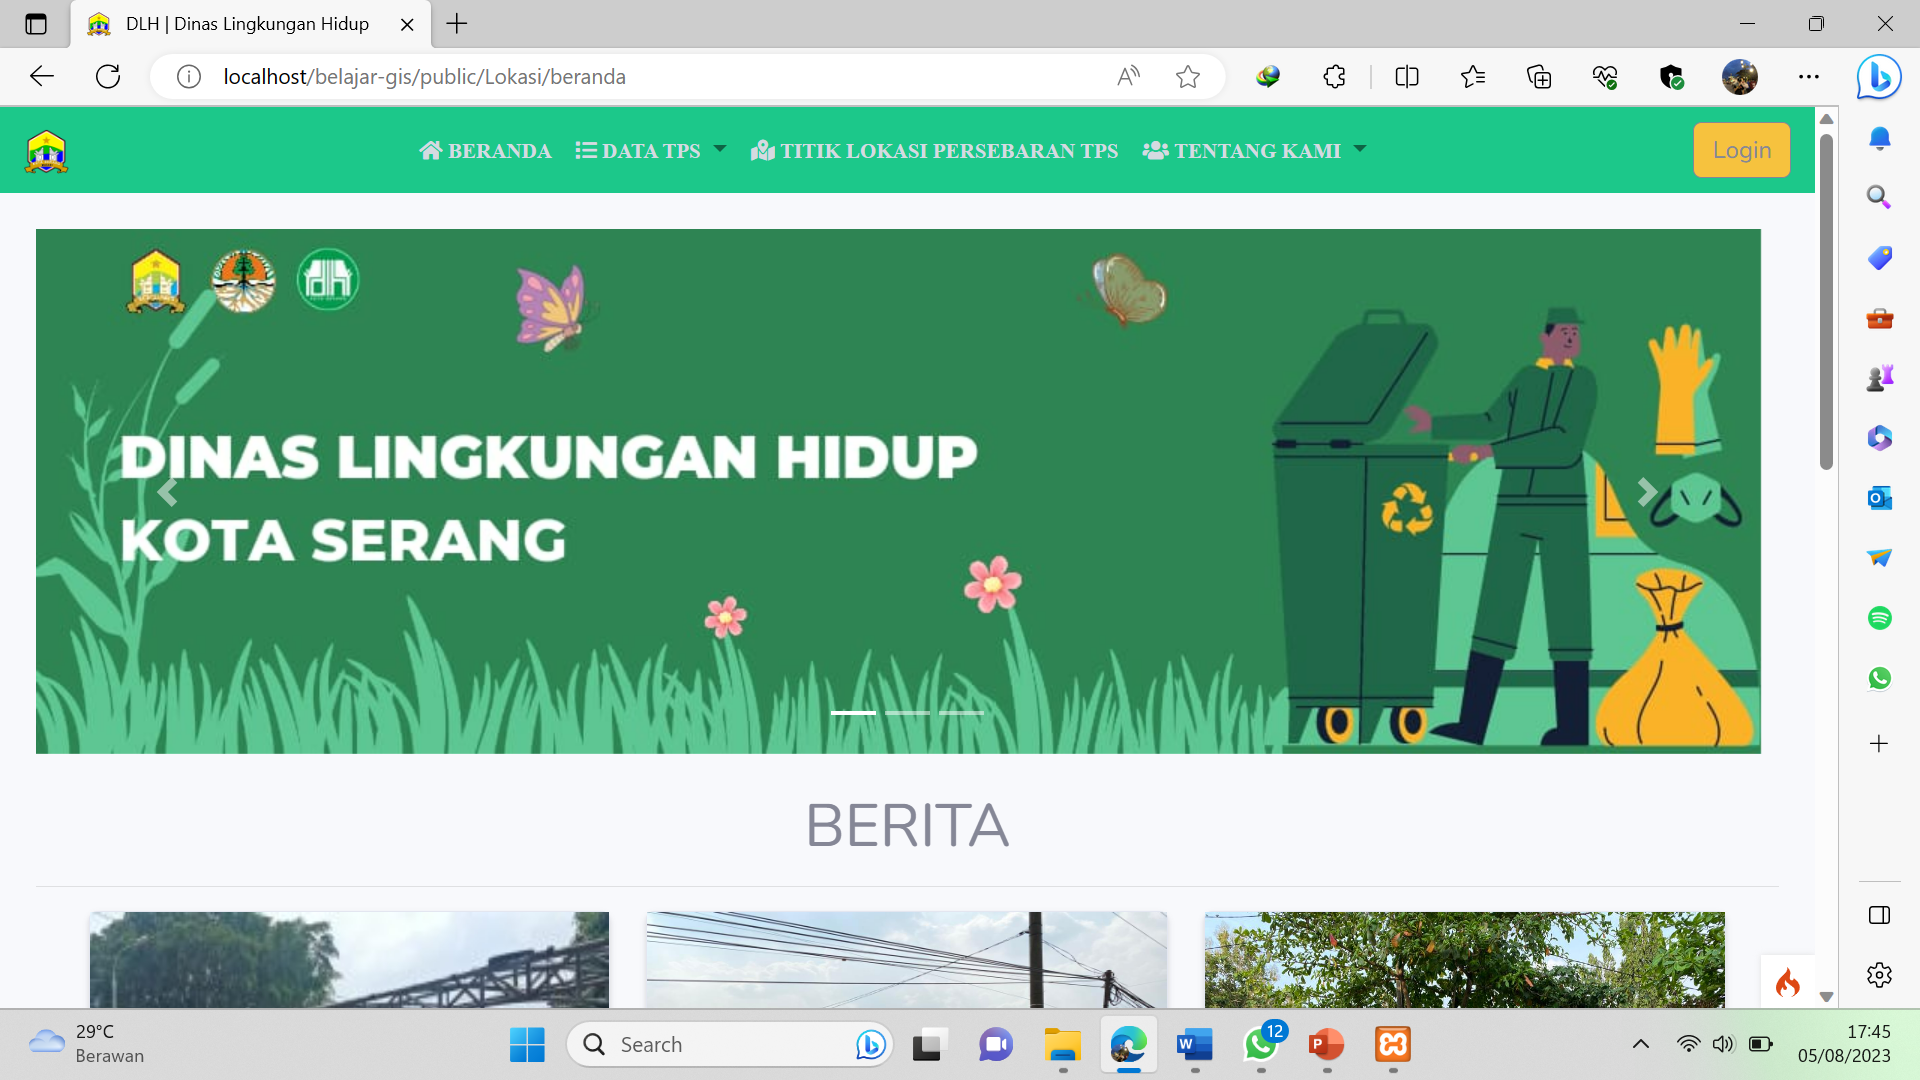 DLH | Dinas Lingkungan Hidup
localhost/belajar-gis/public/Lokasi/beranda
BERANDA
DATA TPS
TITIK LOKASI PERSEBARAN TPS
TENTANG KAMI
Login
DINAS LINGKUNGAN HIDUP
KOTA SERANG
BERITA
29°C
Berawan
Search
12
17:45
05/08/2023